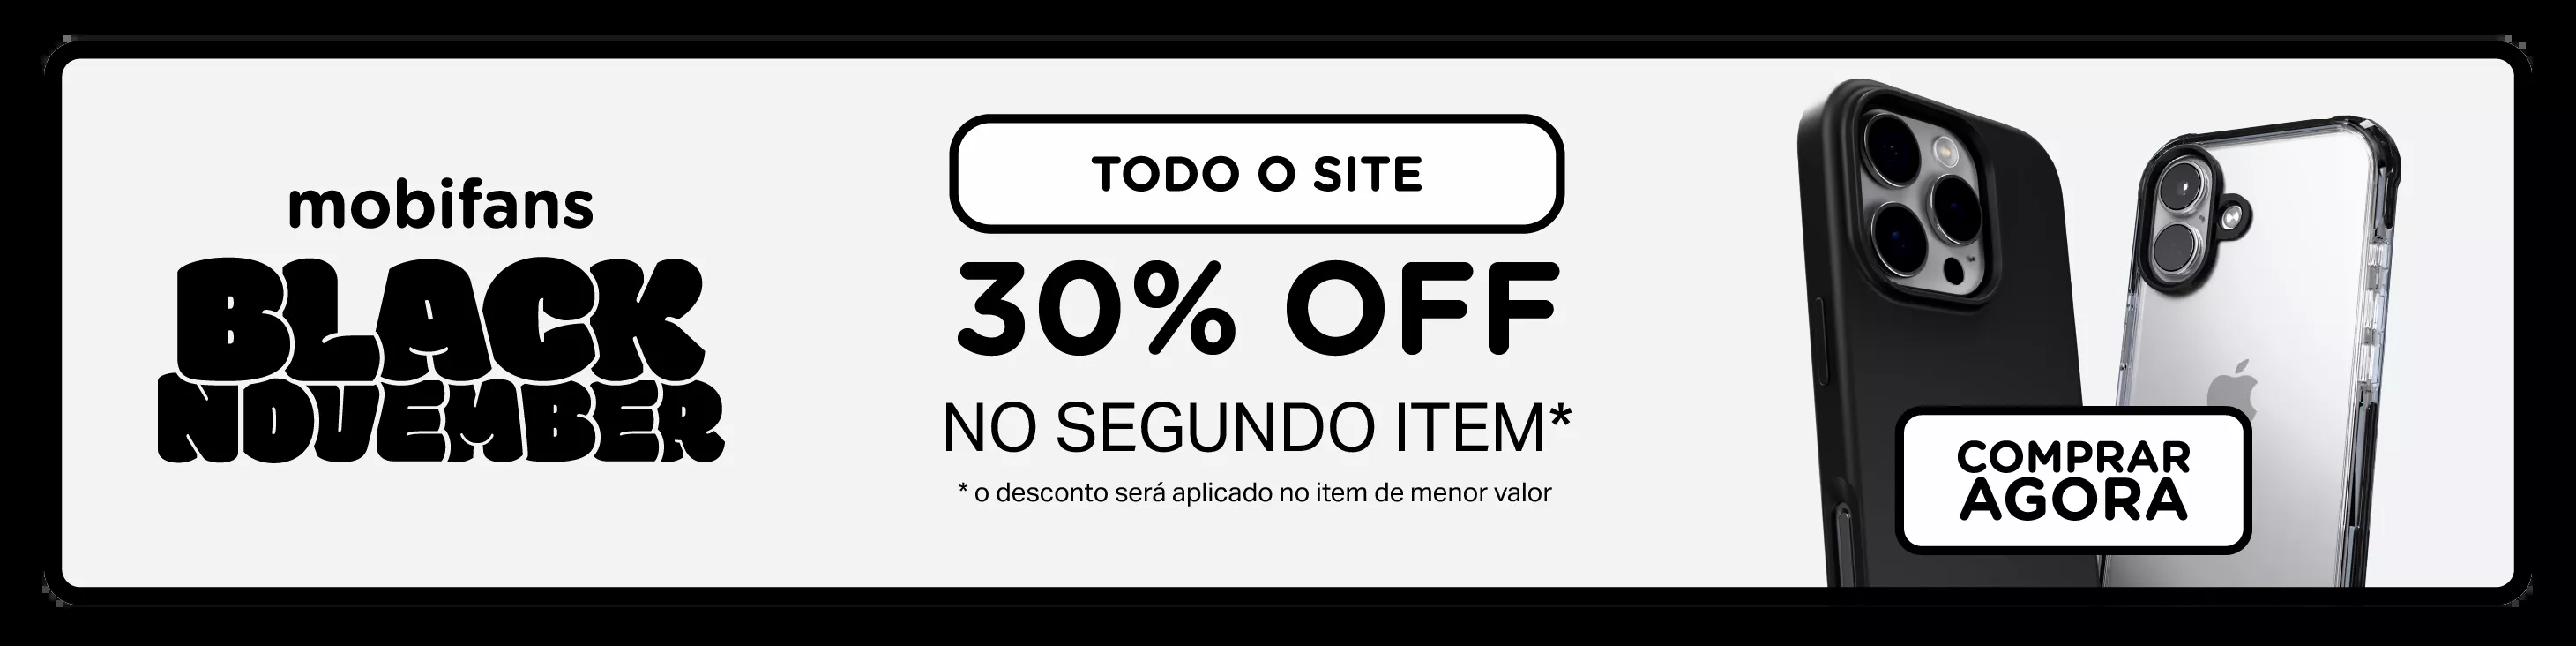 mobifans
BLACK
NOVEMBER
TODO O SITE
30% OFF
NO SEGUNDO ITEM*
* o desconto será aplicado no item de menor valor
COMPRAR
AGORA